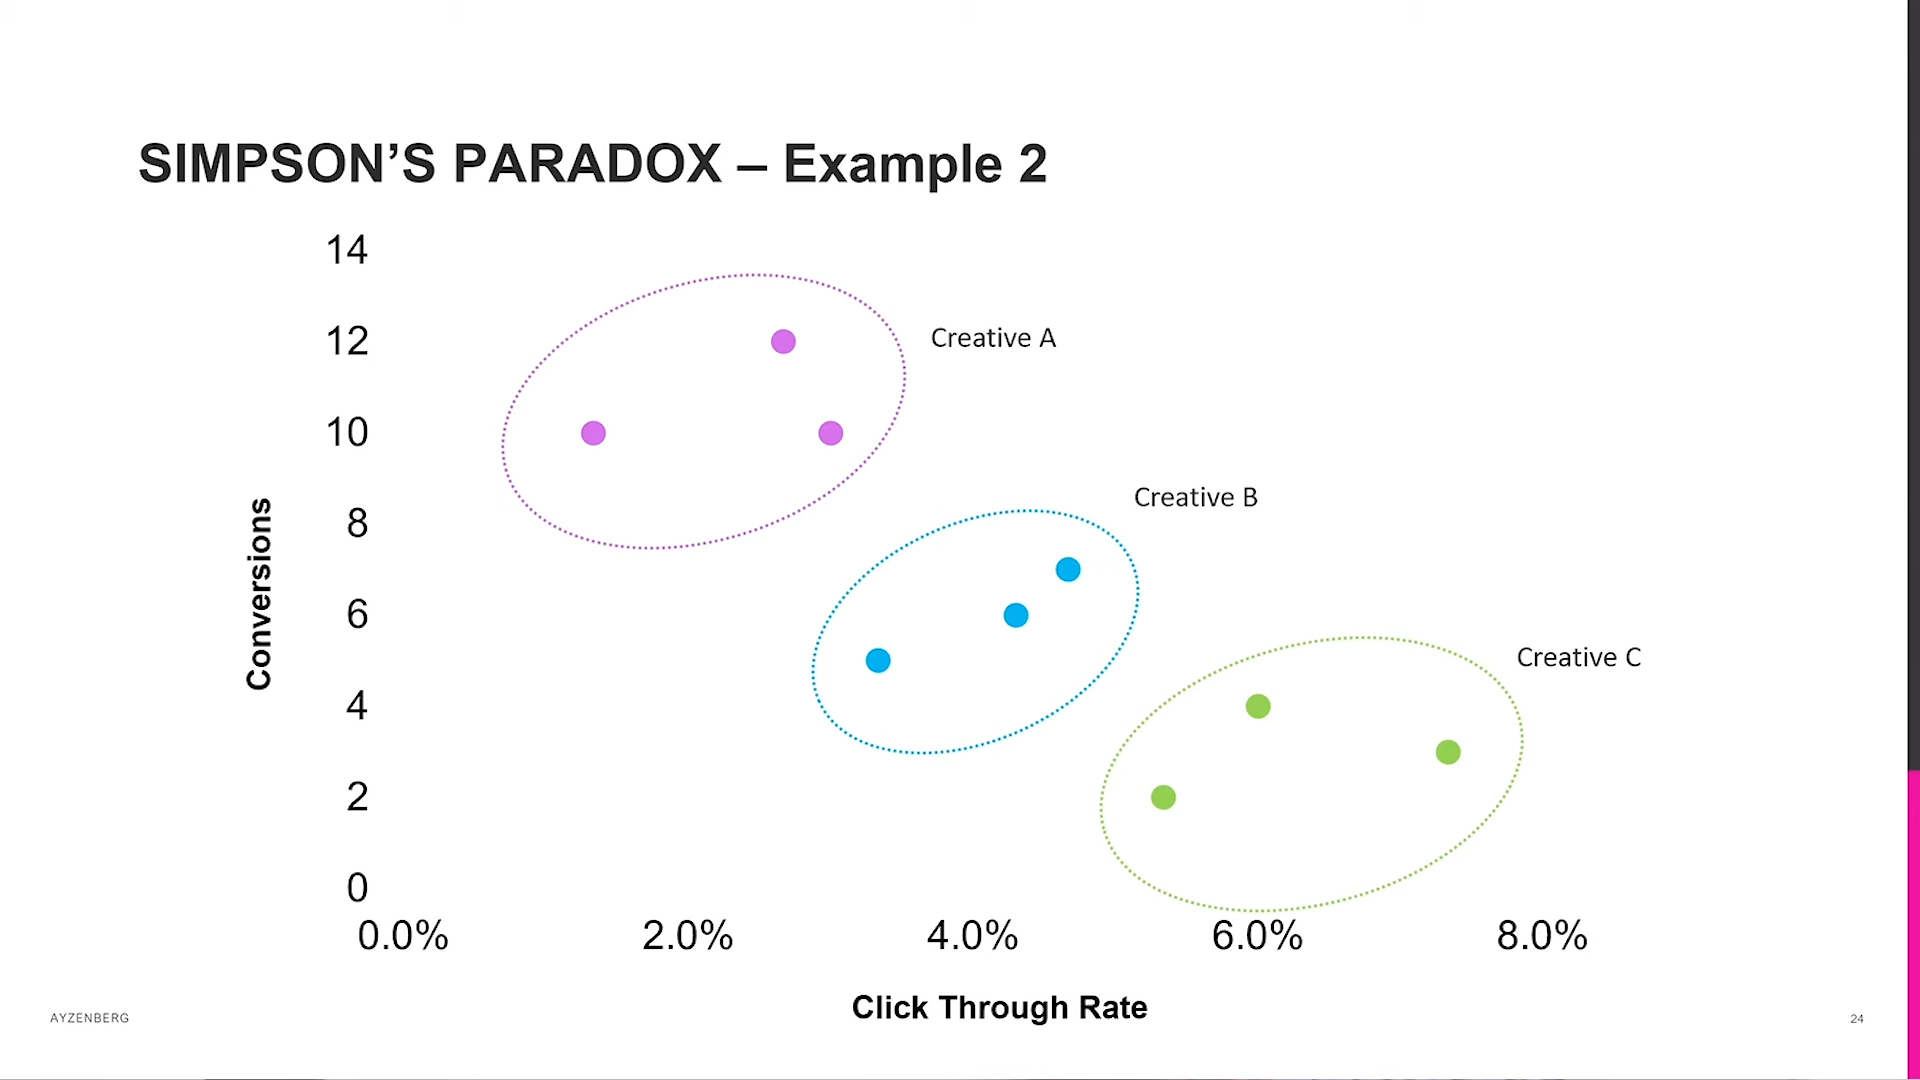 SIMPSON’S PARADOX – Example 2
14
12
10
8
6
4
2
0
Conversions
Creative A
Creative B
Creative C
0.0% 2.0% 4.0% 6.0% 8.0%
Click Through Rate
AYZENBERG
24